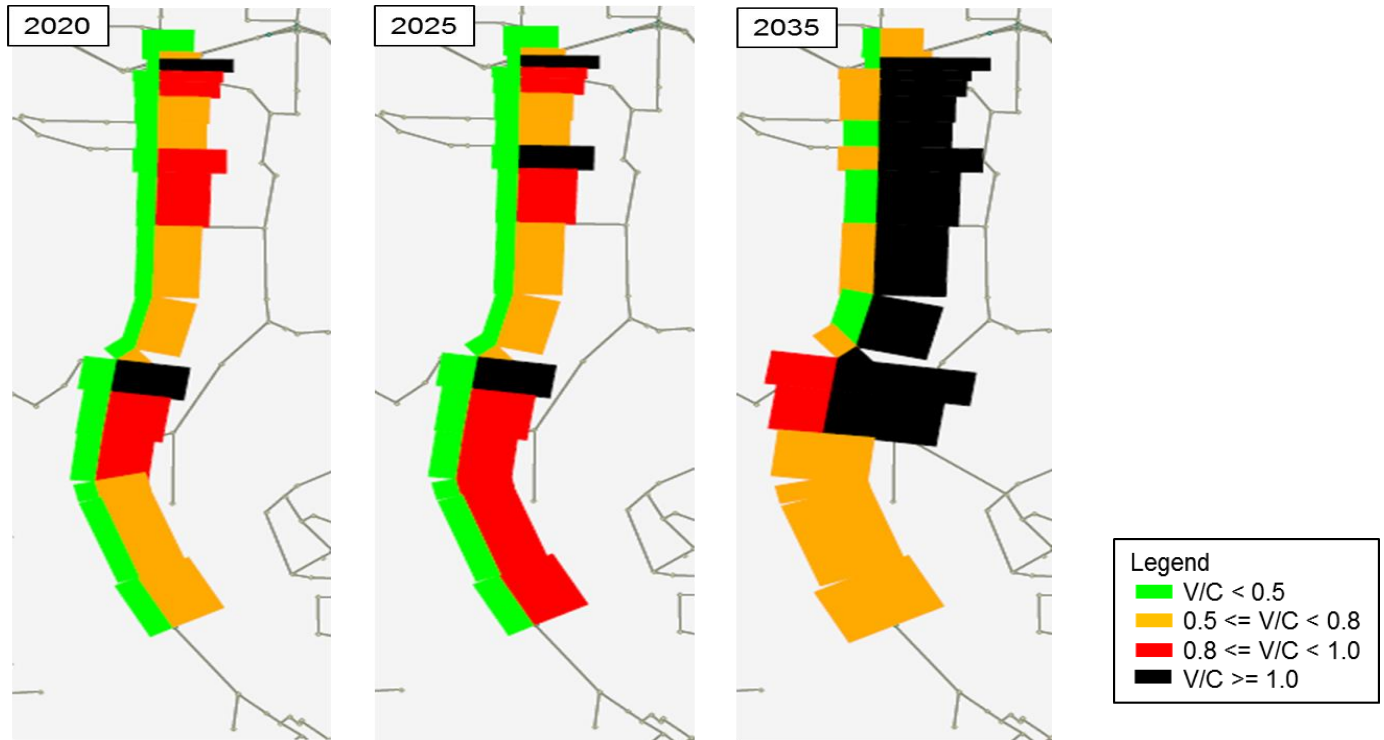 2020
2025
2035
Legend
V/C < 0.5
0.5 <= V/C < 0.8
0.8 <= V/C < 1.0
V/C >= 1.0